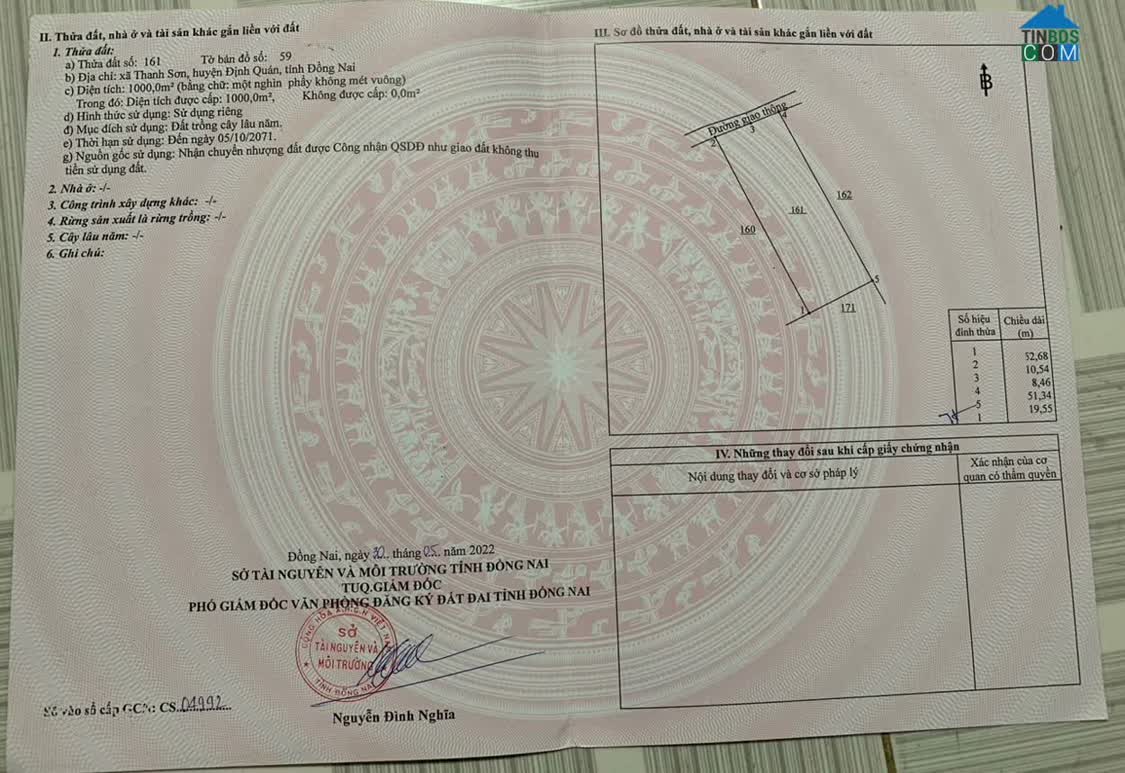 II. Thửa đất, nhà ở và tài sản khác gắn liền với đất
1. Thửa đất:
a) Thửa đất số: 161 Tờ bản đồ số: 59
b) Địa chỉ: xã Thanh Sơn, huyện Định Quán, tỉnh Đồng Nai
c) Diện tích: 1000,0m² (bằng chữ: một nghìn phẩy không mét vuông)
Trong đó: Diện tích được cấp: 1000,0m², Không được cấp: 0,0m²
d) Hình thức sử dụng: Sử dụng riêng
đ) Mục đích sử dụng: Đất trồng cây lâu năm.
e) Thời hạn sử dụng: Đến ngày 05/10/2071.
g) Nguồn gốc sử dụng: Nhận chuyển nhượng đất được Công nhận QSDĐ như giao đất không thu
tiền sử dụng đất.
2. Nhà ở: -/-
3. Công trình xây dựng khác: -/-
4. Rừng sản xuất là rừng trồng: -/-
5. Cây lâu năm: -/-
6. Ghi chú:
Đồng Nai, ngày 30.. tháng 05.. năm 2022
SỞ TÀI NGUYÊN VÀ MÔI TRƯỜNG TỈNH ĐỒNG NAI
TUQ.GIÁM ĐỐC
PHÓ GIÁM ĐỐC VĂN PHÒNG ĐĂNG KÝ ĐẤT ĐAI TỈNH ĐỒNG NAI
SỞ
TÀI NGUYÊN VÀ
MÔI TRƯỜNG
TỈNH ĐỒNG NAI
Nguyễn Đình Nghĩa
Số vào sổ cấp GCN: CS.04992...
III. Sơ đồ thửa đất, nhà ở và tài sản khác gắn liền với đất
TINBDS
COM
B
Đường giao thông
2
3
4
162
161
160
5
1
171
Số hiệu đỉnh thửa
Chiều dài (m)
1
52,68
2
10,54
3
8,46
4
51,34
5
19,55
1
IV. Những thay đổi sau khi cấp giấy chứng nhận
Nội dung thay đổi và cơ sở pháp lý
Xác nhận của cơ
quan có thẩm quyền